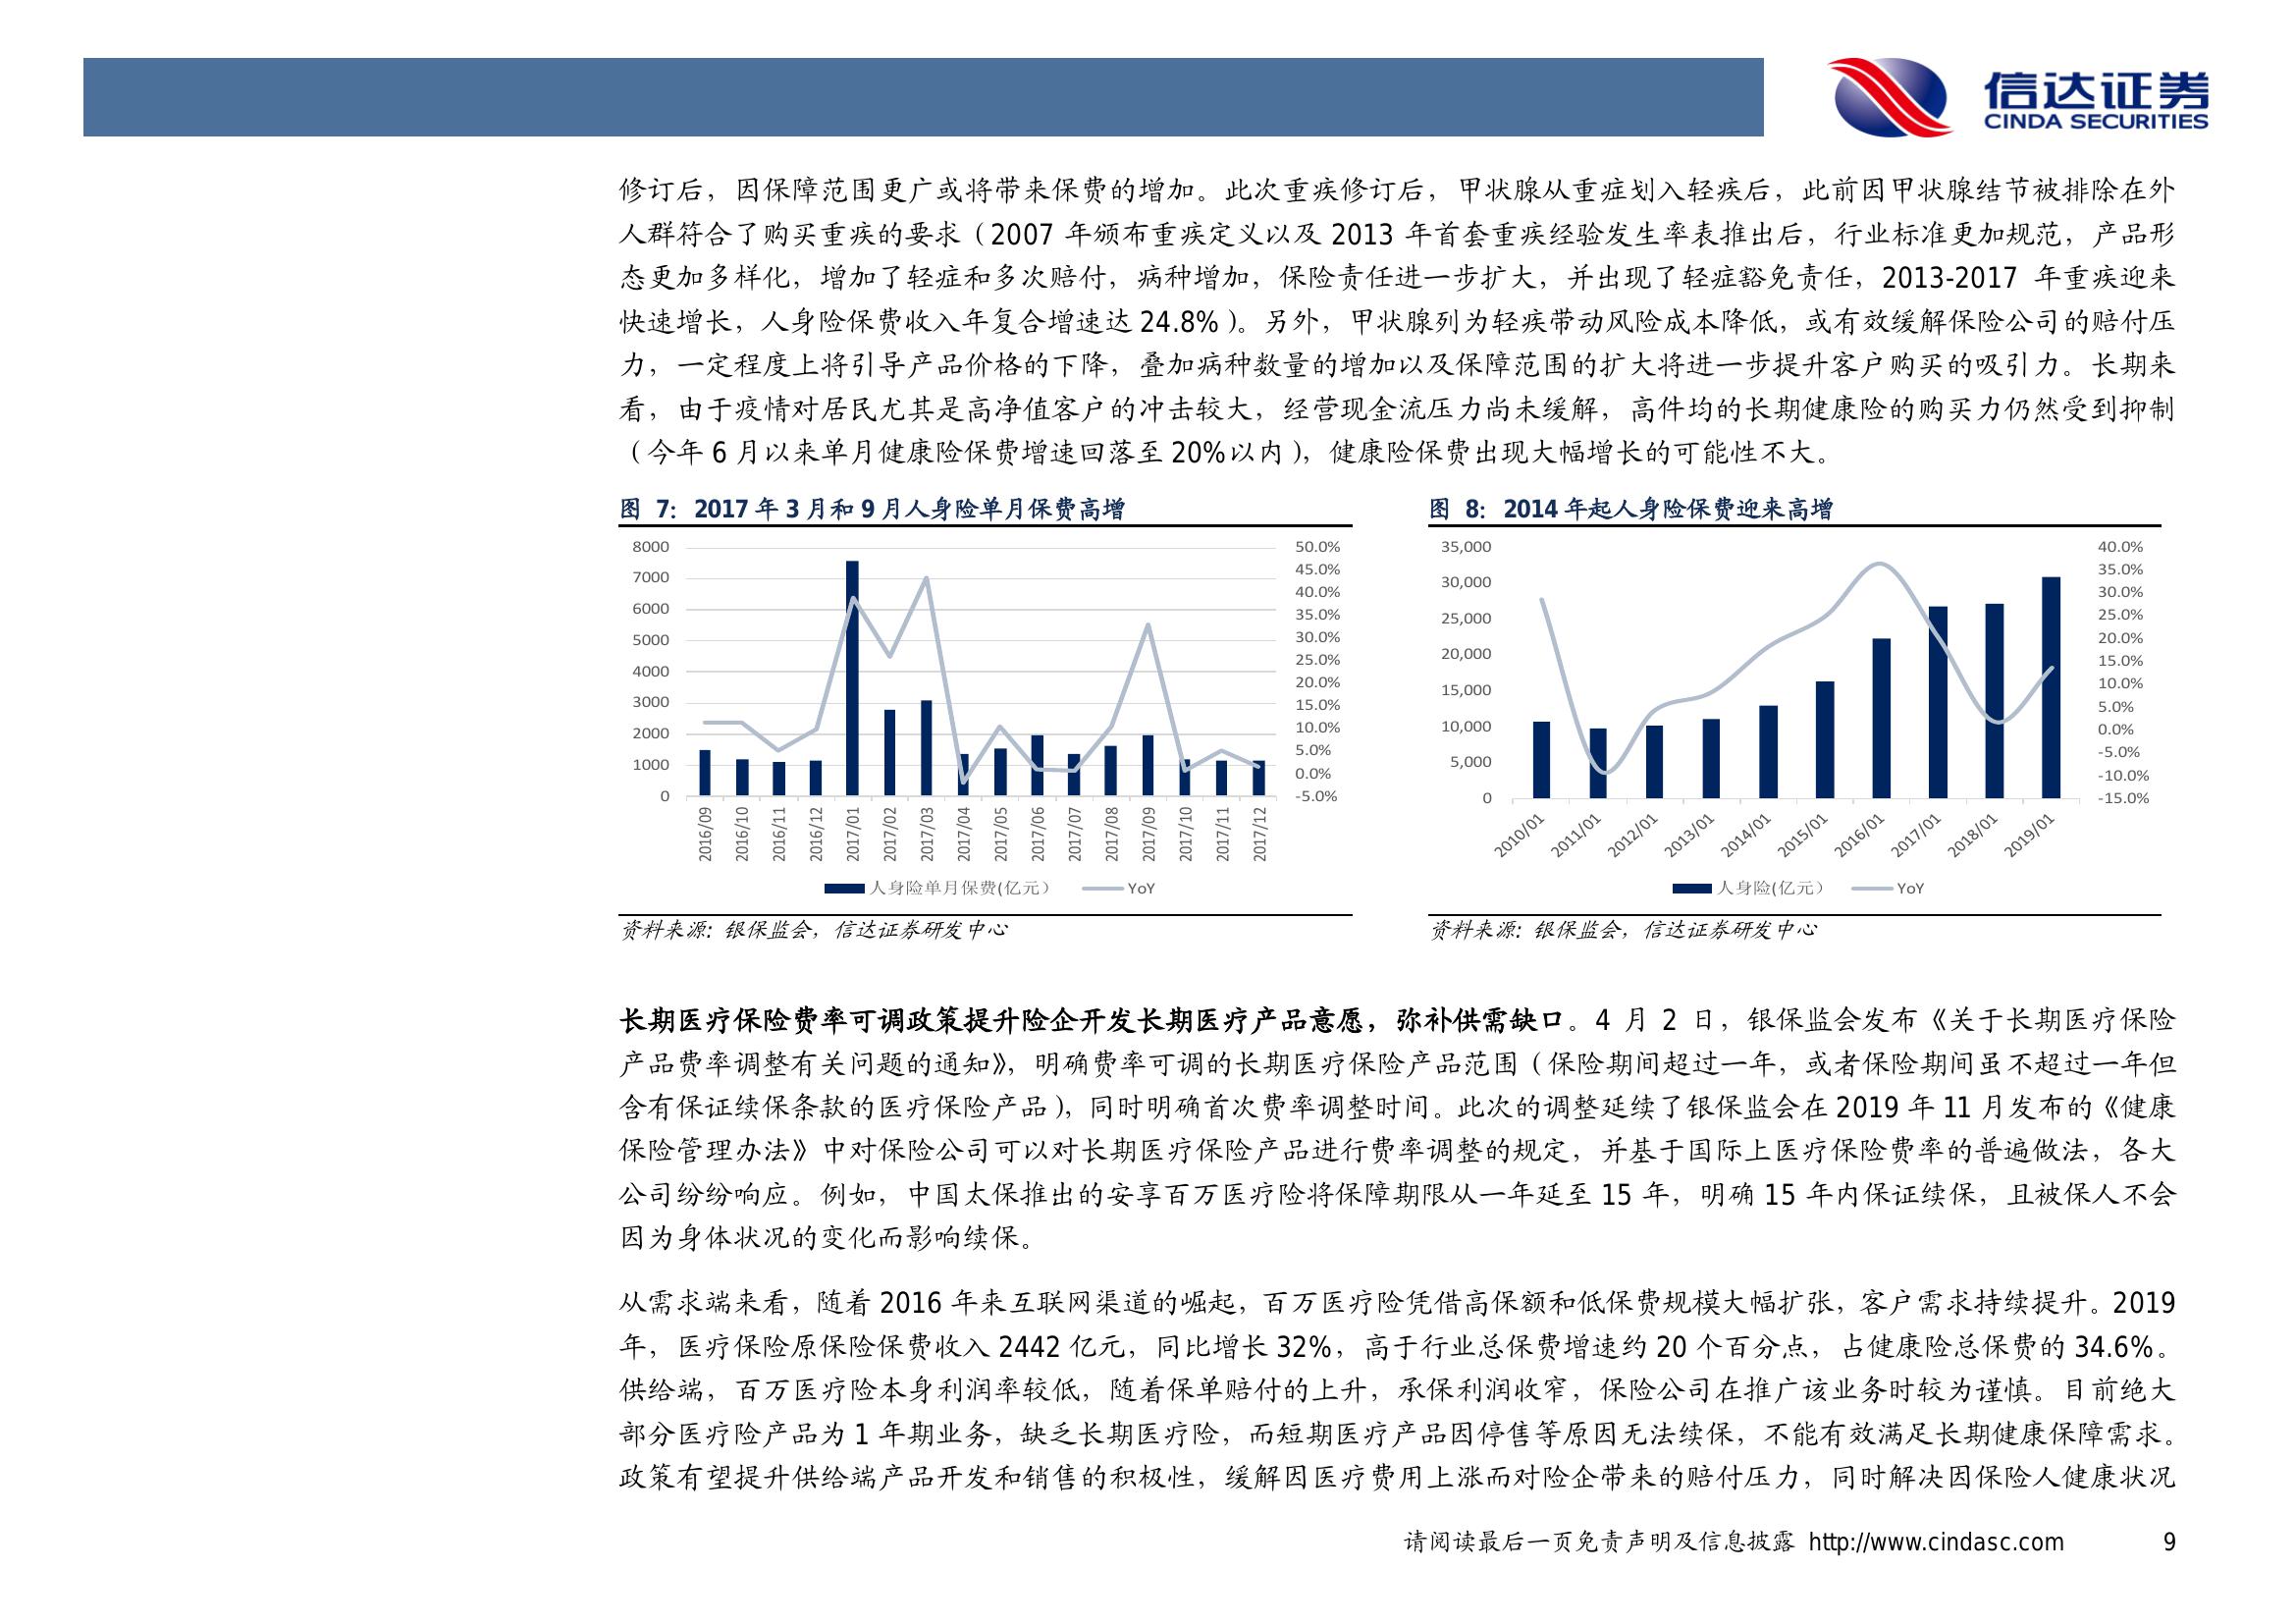 信达证券
CINDA SECURITIES
修订后，因保障范围更广或将带来保费的增加。此次重疾修订后，甲状腺从重症划入轻疾后，此前因甲状腺结节被排除在外
人群符合了购买重疾的要求（2007 年颁布重疾定义以及 2013 年首套重疾经验发生率表推出后，行业标准更加规范，产品形
态更加多样化，增加了轻症和多次赔付，病种增加，保险责任进一步扩大，并出现了轻症豁免责任，2013-2017 年重疾迎来
快速增长，人身险保费收入年复合增速达 24.8%）。另外，甲状腺列为轻疾带动风险成本降低，或有效缓解保险公司的赔付压
力，一定程度上将引导产品价格的下降，叠加病种数量的增加以及保障范围的扩大将进一步提升客户购买的吸引力。长期来
看，由于疫情对居民尤其是高净值客户的冲击较大，经营现金流压力尚未缓解，高件均的长期健康险的购买力仍然受到抑制
（今年 6 月以来单月健康险保费增速回落至 20%以内），健康险保费出现大幅增长的可能性不大。
图 7：2017 年 3 月和 9 月人身险单月保费高增
8000
7000
6000
5000
4000
3000
2000
1000
0
50.0%
45.0%
40.0%
35.0%
30.0%
25.0%
20.0%
15.0%
10.0%
5.0%
0.0%
-5.0%
2016/09 2016/10 2016/11 2016/12 2017/01 2017/02 2017/03 2017/04 2017/05 2017/06 2017/07 2017/08 2017/09 2017/10 2017/11 2017/12
人身险单月保费(亿元） YoY
资料来源：银保监会，信达证券研发中心
图 8：2014 年起人身险保费迎来高增
35,000
30,000
25,000
20,000
15,000
10,000
5,000
0
40.0%
35.0%
30.0%
25.0%
20.0%
15.0%
10.0%
5.0%
0.0%
-5.0%
-10.0%
-15.0%
2010/01 2011/01 2012/01 2013/01 2014/01 2015/01 2016/01 2017/01 2018/01 2019/01
人身险(亿元） YoY
资料来源：银保监会，信达证券研发中心
长期医疗保险费率可调政策提升险企开发长期医疗产品意愿，弥补供需缺口。4 月 2 日，银保监会发布《关于长期医疗保险
产品费率调整有关问题的通知》，明确费率可调的长期医疗保险产品范围（保险期间超过一年，或者保险期间虽不超过一年但
含有保证续保条款的医疗保险产品），同时明确首次费率调整时间。此次的调整延续了银保监会在 2019 年 11 月发布的《健康
保险管理办法》中对保险公司可以对长期医疗保险产品进行费率调整的规定，并基于国际上医疗保险费率的普遍做法，各大
公司纷纷响应。例如，中国太保推出的安享百万医疗险将保障期限从一年延至 15 年，明确 15 年内保证续保，且被保人不会
因为身体状况的变化而影响续保。
从需求端来看，随着 2016 年来互联网渠道的崛起，百万医疗险凭借高保额和低保费规模大幅扩张，客户需求持续提升。2019
年，医疗保险原保险保费收入 2442 亿元，同比增长 32%，高于行业总保费增速约 20 个百分点，占健康险总保费的 34.6%。
供给端，百万医疗险本身利润率较低，随着保单赔付的上升，承保利润收窄，保险公司在推广该业务时较为谨慎。目前绝大
部分医疗险产品为 1 年期业务，缺乏长期医疗险，而短期医疗产品因停售等原因无法续保，不能有效满足长期健康保障需求。
政策有望提升供给端产品开发和销售的积极性，缓解因医疗费用上涨而对险企带来的赔付压力，同时解决因保险人健康状况
请阅读最后一页免责声明及信息披露 http://www.cindasc.com 9